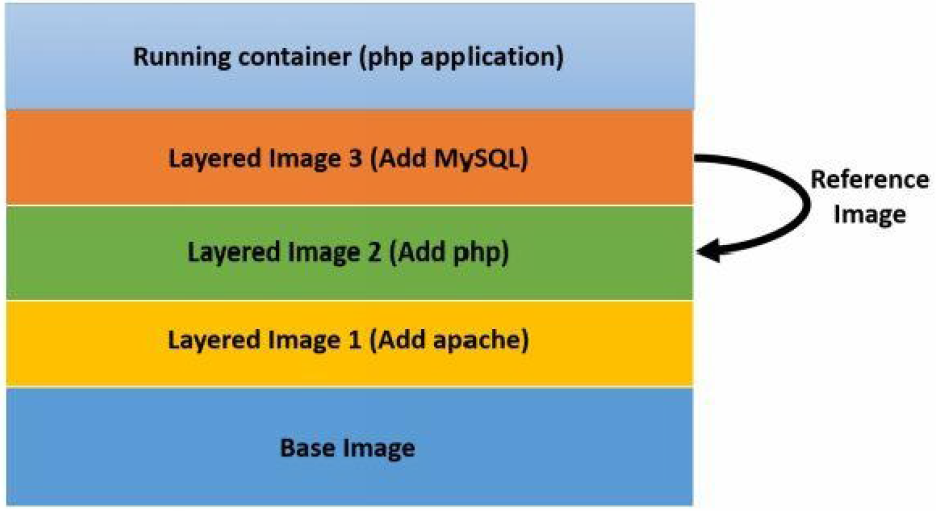 Running container (php application)
Layered Image 3 (Add MySQL)
Reference
Image
Layered Image 2 (Add php)
Layered Image 1 (Add apache)
Base Image